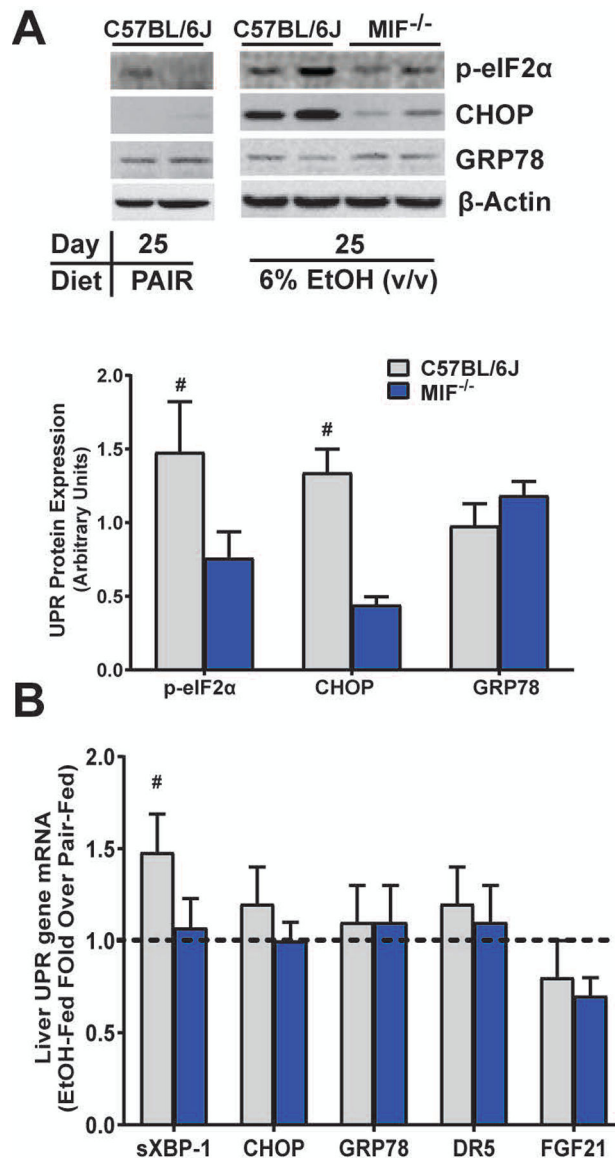 A
C57BL/6J C57BL/6J MIF-/-
p-eIF2α
CHOP
GRP78
β-Actin
Day 25 25
Diet PAIR 6% EtOH (v/v)
C57BL/6J
MIF-/-
UPR Protein Expression
(Arbitrary Units)
2.0
1.5
1.0
0.5
0.0
# #
p-eIF2α CHOP GRP78
B
Liver UPR gene mRNA
(EtOH-Fed FOld Over Pair-Fed)
2.0
1.5
1.0
0.5
0.0
#
sXBP-1 CHOP GRP78 DR5 FGF21